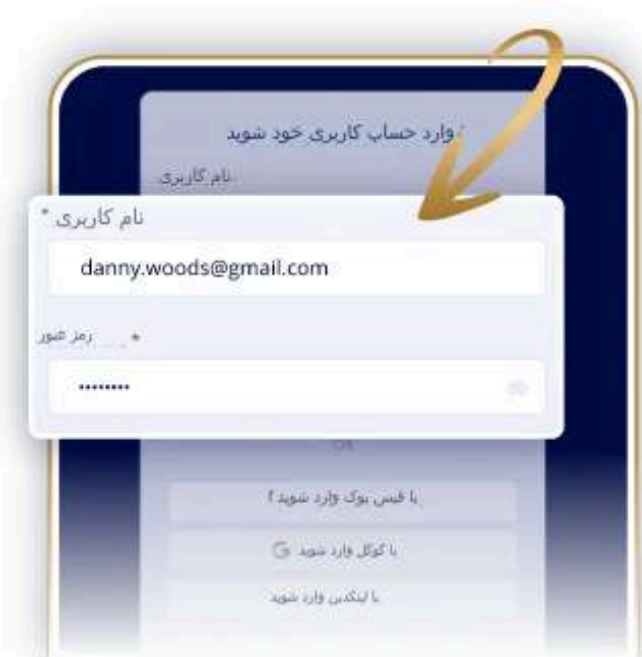 وارد حساب کاربری خود شوید
نام کاربری
نام کاربری *
danny.woods@gmail.com
رمز عبور *
••••••••
OR
با فیس بوک وارد شوید f
با گوگل وارد شوید G
با لینکدین وارد شوید